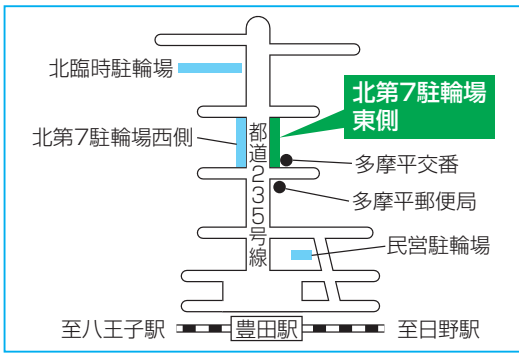 北臨時駐輪場
北第7駐輪場
東側
北第7駐輪場西側
都道235号線
多摩平交番
多摩平郵便局
民営駐輪場
至八王子駅
豊田駅
至日野駅